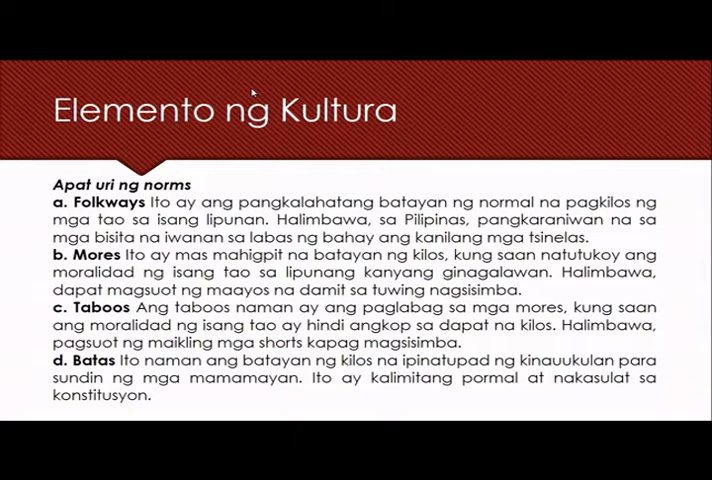 Elemento ng Kultura
Apat uri ng norms
a. Folkways Ito ay ang pangkalahatang batayan ng normal na pagkilos ng
mga tao sa isang lipunan. Halimbawa, sa Pilipinas, pangkaraniwan na sa
mga bisita na iwanan sa labas ng bahay ang kanilang mga tsinelas.
b. Mores Ito ay mas mahigpit na batayan ng kilos, kung saan natutukoy ang
moralidad ng isang tao sa lipunang kanyang ginagalawan. Halimbawa,
dapat magsuot ng maayos na damit sa tuwing nagsisimba.
c. Taboos Ang taboos naman ay ang paglabag sa mga mores, kung saan
ang moralidad ng isang tao ay hindi angkop sa dapat na kilos. Halimbawa,
pagsuot ng maikling mga shorts kapag magsisimba.
d. Batas Ito naman ang batayan ng kilos na ipinatupad ng kinauukulan para
sundin ng mga mamamayan. Ito ay kalimitang pormal at nakasulat sa
konstitusyon.